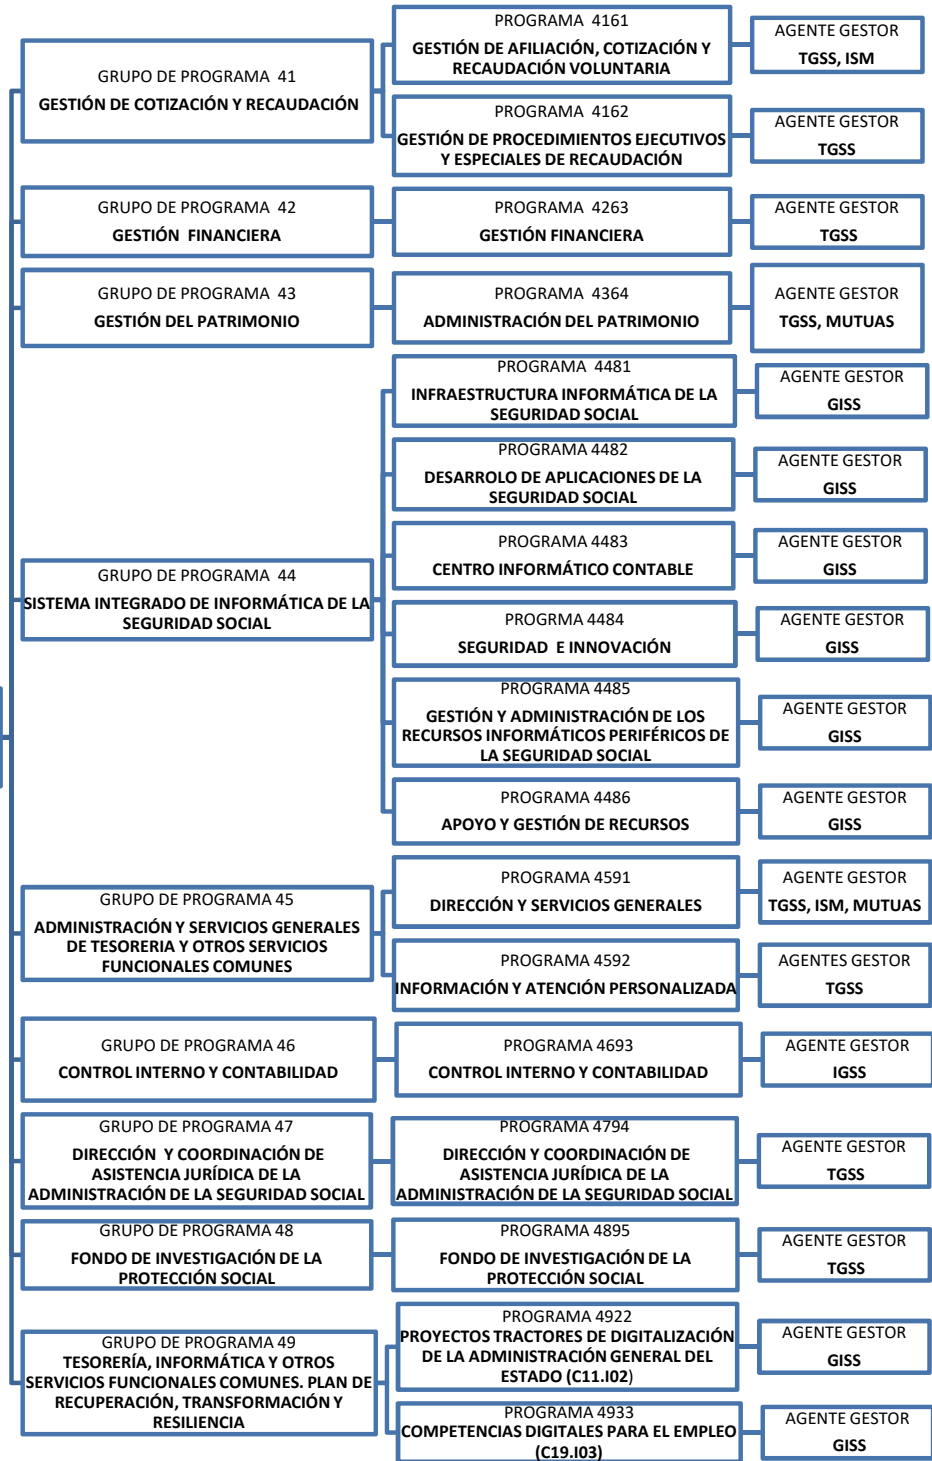 GRUPO DE PROGRAMA 41
GESTIÓN DE COTIZACIÓN Y RECAUDACIÓN
PROGRAMA 4161
GESTIÓN DE AFILIACIÓN, COTIZACIÓN Y
RECAUDACIÓN VOLUNTARIA
AGENTE GESTOR
TGSS, ISM
PROGRAMA 4162
GESTIÓN DE PROCEDIMIENTOS EJECUTIVOS
Y ESPECIALES DE RECAUDACIÓN
AGENTE GESTOR
TGSS
GRUPO DE PROGRAMA 42
GESTIÓN FINANCIERA
PROGRAMA 4263
GESTIÓN FINANCIERA
AGENTE GESTOR
TGSS
GRUPO DE PROGRAMA 43
GESTIÓN DEL PATRIMONIO
PROGRAMA 4364
ADMINISTRACIÓN DEL PATRIMONIO
AGENTE GESTOR
TGSS, MUTUAS
GRUPO DE PROGRAMA 44
SISTEMA INTEGRADO DE INFORMÁTICA DE LA
SEGURIDAD SOCIAL
PROGRAMA 4481
INFRAESTRUCTURA INFORMÁTICA DE LA
SEGURIDAD SOCIAL
AGENTE GESTOR
GISS
PROGRAMA 4482
DESARROLO DE APLICACIONES DE LA
SEGURIDAD SOCIAL
AGENTE GESTOR
GISS
PROGRAMA 4483
CENTRO INFORMÁTICO CONTABLE
AGENTE GESTOR
GISS
PROGRMA 4484
SEGURIDAD E INNOVACIÓN
AGENTE GESTOR
GISS
PROGRAMA 4485
GESTIÓN Y ADMINISTRACIÓN DE LOS
RECURSOS INFORMÁTICOS PERIFÉRICOS DE
LA SEGURIDAD SOCIAL
AGENTE GESTOR
GISS
PROGRAMA 4486
APOYO Y GESTIÓN DE RECURSOS
AGENTE GESTOR
GISS
GRUPO DE PROGRAMA 45
ADMINISTRACIÓN Y SERVICIOS GENERALES
DE TESORERIA Y OTROS SERVICIOS
FUNCIONALES COMUNES
PROGRAMA 4591
DIRECCIÓN Y SERVICIOS GENERALES
AGENTE GESTOR
TGSS, ISM, MUTUAS
PROGRAMA 4592
INFORMACIÓN Y ATENCIÓN PERSONALIZADA
AGENTES GESTOR
TGSS
GRUPO DE PROGRAMA 46
CONTROL INTERNO Y CONTABILIDAD
PROGRAMA 4693
CONTROL INTERNO Y CONTABILIDAD
AGENTE GESTOR
IGSS
GRUPO DE PROGRAMA 47
DIRECCIÓN Y COORDINACIÓN DE
ASISTENCIA JURÍDICA DE LA
ADMINISTRACIÓN DE LA SEGURIDAD SOCIAL
PROGRAMA 4794
DIRECCIÓN Y COORDINACIÓN DE
ASISTENCIA JURÍDICA DE LA
ADMINISTRACIÓN DE LA SEGURIDAD SOCIAL
AGENTE GESTOR
TGSS
GRUPO DE PROGRAMA 48
FONDO DE INVESTIGACIÓN DE LA
PROTECCIÓN SOCIAL
PROGRAMA 4895
FONDO DE INVESTIGACIÓN DE LA
PROTECCIÓN SOCIAL
AGENTE GESTOR
TGSS
GRUPO DE PROGRAMA 49
TESORERÍA, INFORMÁTICA Y OTROS
SERVICIOS FUNCIONALES COMUNES. PLAN DE
RECUPERACIÓN, TRANSFORMACIÓN Y
RESILIENCIA
PROGRAMA 4922
PROYECTOS TRACTORES DE DIGITALIZACIÓN
DE LA ADMINISTRACIÓN GENERAL DEL
ESTADO (C11.I02)
AGENTE GESTOR
GISS
PROGRAMA 4933
COMPETENCIAS DIGITALES PARA EL EMPLEO
(C19.I03)
AGENTE GESTOR
GISS